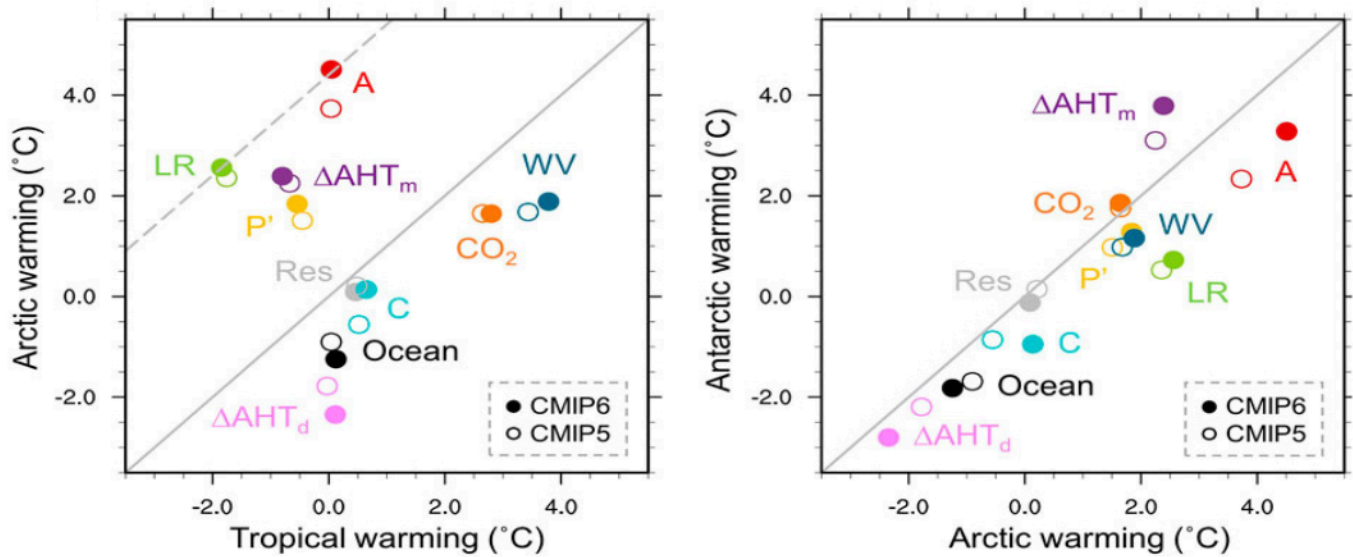 Arctic warming (˚C)
4.0
2.0
0.0
-2.0
A
LR
ΔAHTm
P'
WV
CO2
Res
C
Ocean
ΔAHTd
CMIP6
CMIP5
-2.0 0.0 2.0 4.0
Tropical warming (˚C)
Antarctic warming (˚C)
4.0
2.0
0.0
-2.0
ΔAHTm
A
CO2
WV
P'
LR
Res
C
Ocean
ΔAHTd
CMIP6
CMIP5
-2.0 0.0 2.0 4.0
Arctic warming (˚C)